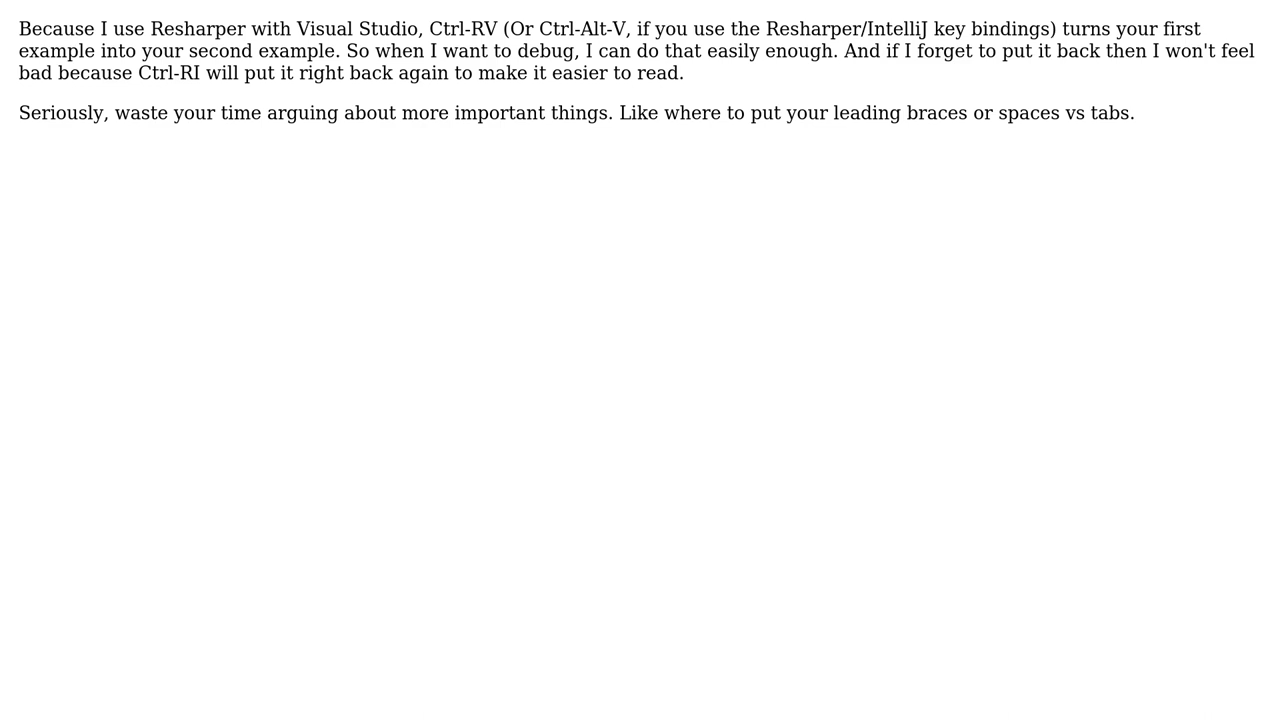 Because I use Resharper with Visual Studio, Ctrl-RV (Or Ctrl-Alt-V, if you use the Resharper/IntelliJ key bindings) turns your first
example into your second example. So when I want to debug, I can do that easily enough. And if I forget to put it back then I won't feel
bad because Ctrl-RI will put it right back again to make it easier to read.
Seriously, waste your time arguing about more important things. Like where to put your leading braces or spaces vs tabs.